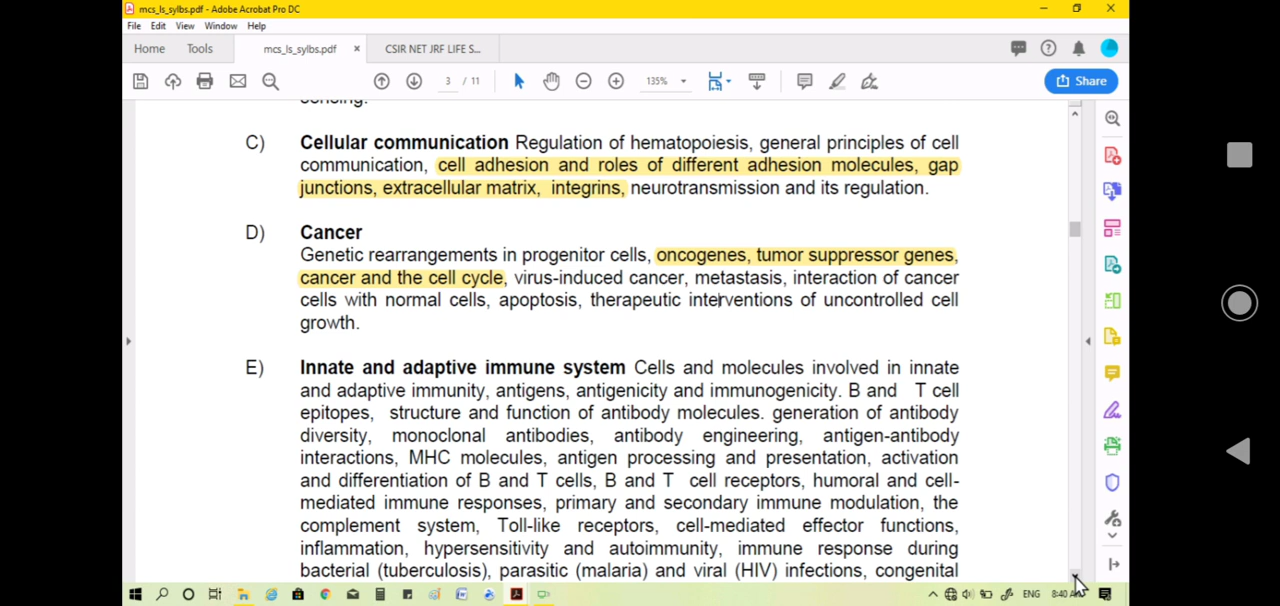 mcs_ls_sylbs.pdf - Adobe Acrobat Pro DC
File Edit View Window Help
Home Tools mcs_ls_sylbs.pdf × CSIR NET JRF LIFE S...
3 / 11 135% Share
C) Cellular communication Regulation of hematopoiesis, general principles of cell
communication, cell adhesion and roles of different adhesion molecules, gap
junctions, extracellular matrix, integrins, neurotransmission and its regulation.
D) Cancer
Genetic rearrangements in progenitor cells, oncogenes, tumor suppressor genes,
cancer and the cell cycle, virus-induced cancer, metastasis, interaction of cancer
cells with normal cells, apoptosis, therapeutic interventions of uncontrolled cell
growth.
E) Innate and adaptive immune system Cells and molecules involved in innate
and adaptive immunity, antigens, antigenicity and immunogenicity. B and T cell
epitopes, structure and function of antibody molecules. generation of antibody
diversity, monoclonal antibodies, antibody engineering, antigen-antibody
interactions, MHC molecules, antigen processing and presentation, activation
and differentiation of B and T cells, B and T cell receptors, humoral and cell-
mediated immune responses, primary and secondary immune modulation, the
complement system, Toll-like receptors, cell-mediated effector functions,
inflammation, hypersensitivity and autoimmunity, immune response during
bacterial (tuberculosis), parasitic (malaria) and viral (HIV) infections, congenital
ENG 8:40